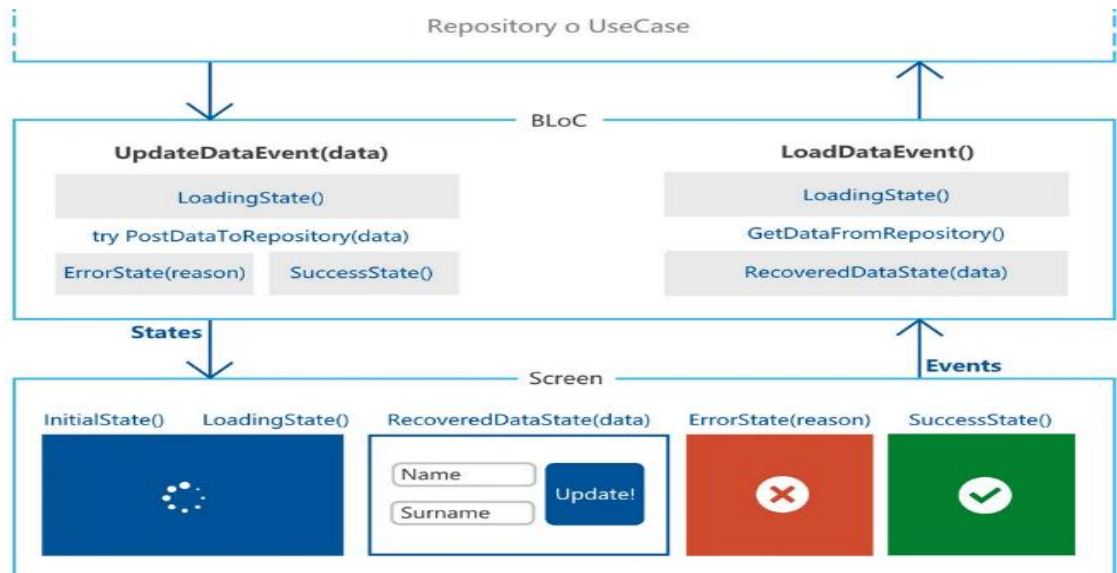 Repository o UseCase
BLoC
UpdateDataEvent(data)
LoadingState()
try PostDataToRepository(data)
ErrorState(reason)
SuccessState()
LoadDataEvent()
LoadingState()
GetDataFromRepository()
RecoveredDataState(data)
States
Events
Screen
InitialState()
LoadingState()
RecoveredDataState(data)
ErrorState(reason)
SuccessState()
Name
Surname
Update!